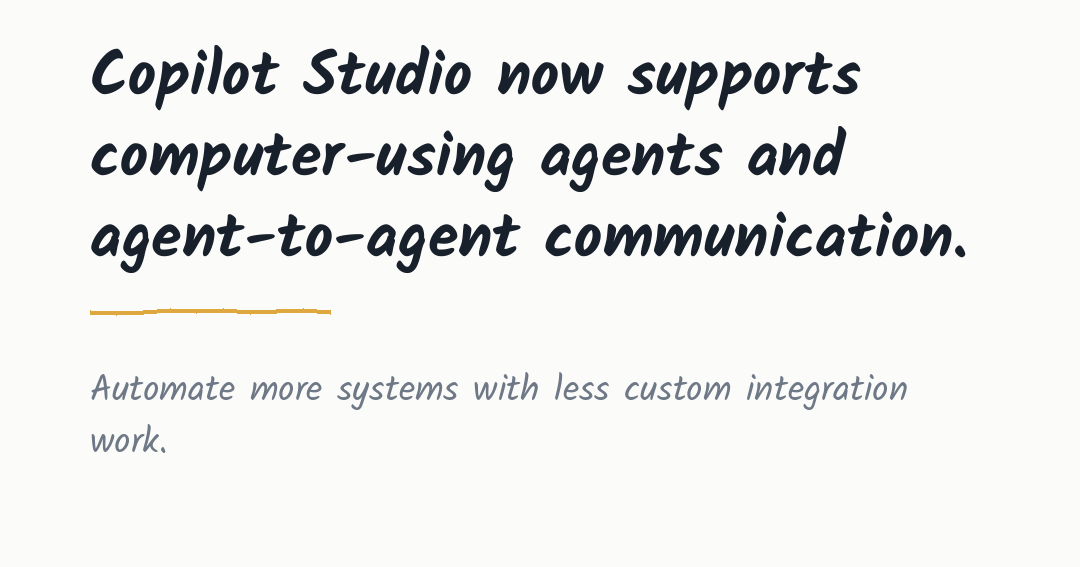 Copilot Studio now supports
computer-using agents and
agent-to-agent communication.
Automate more systems with less custom integration
work.